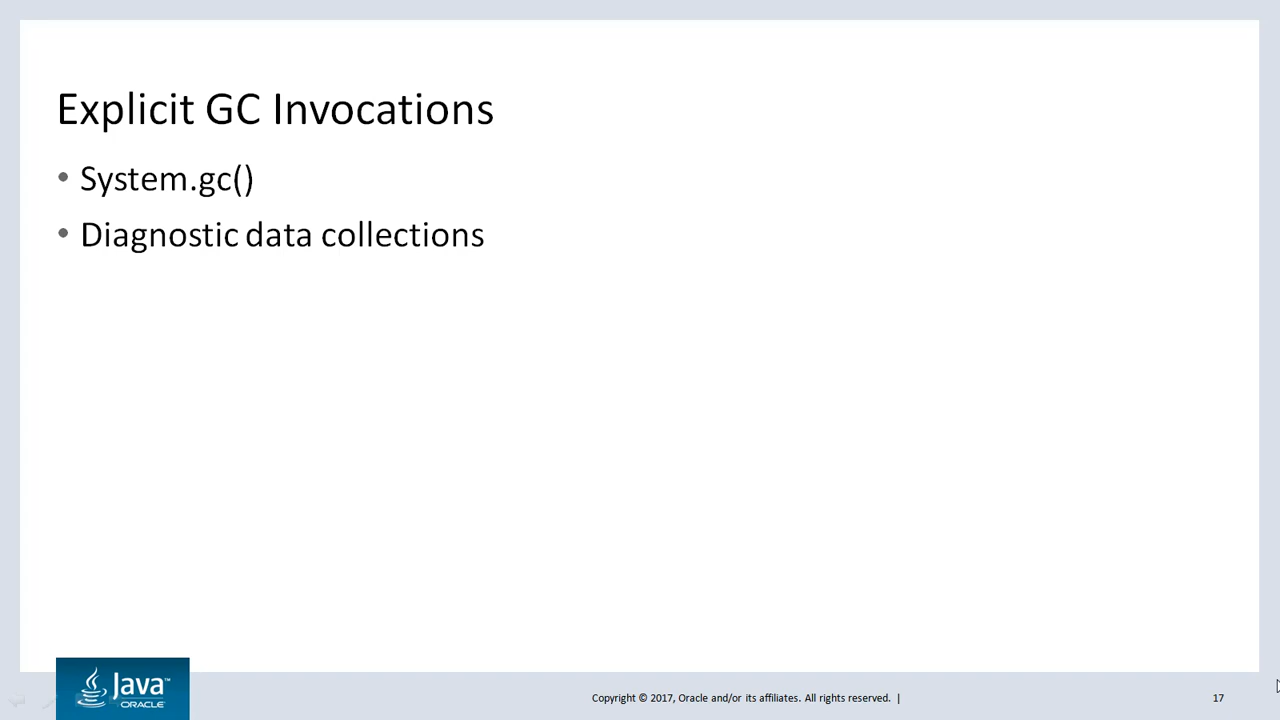 Explicit GC Invocations
• System.gc()
• Diagnostic data collections
Java™
ORACLE
Copyright © 2017, Oracle and/or its affiliates. All rights reserved. |
17